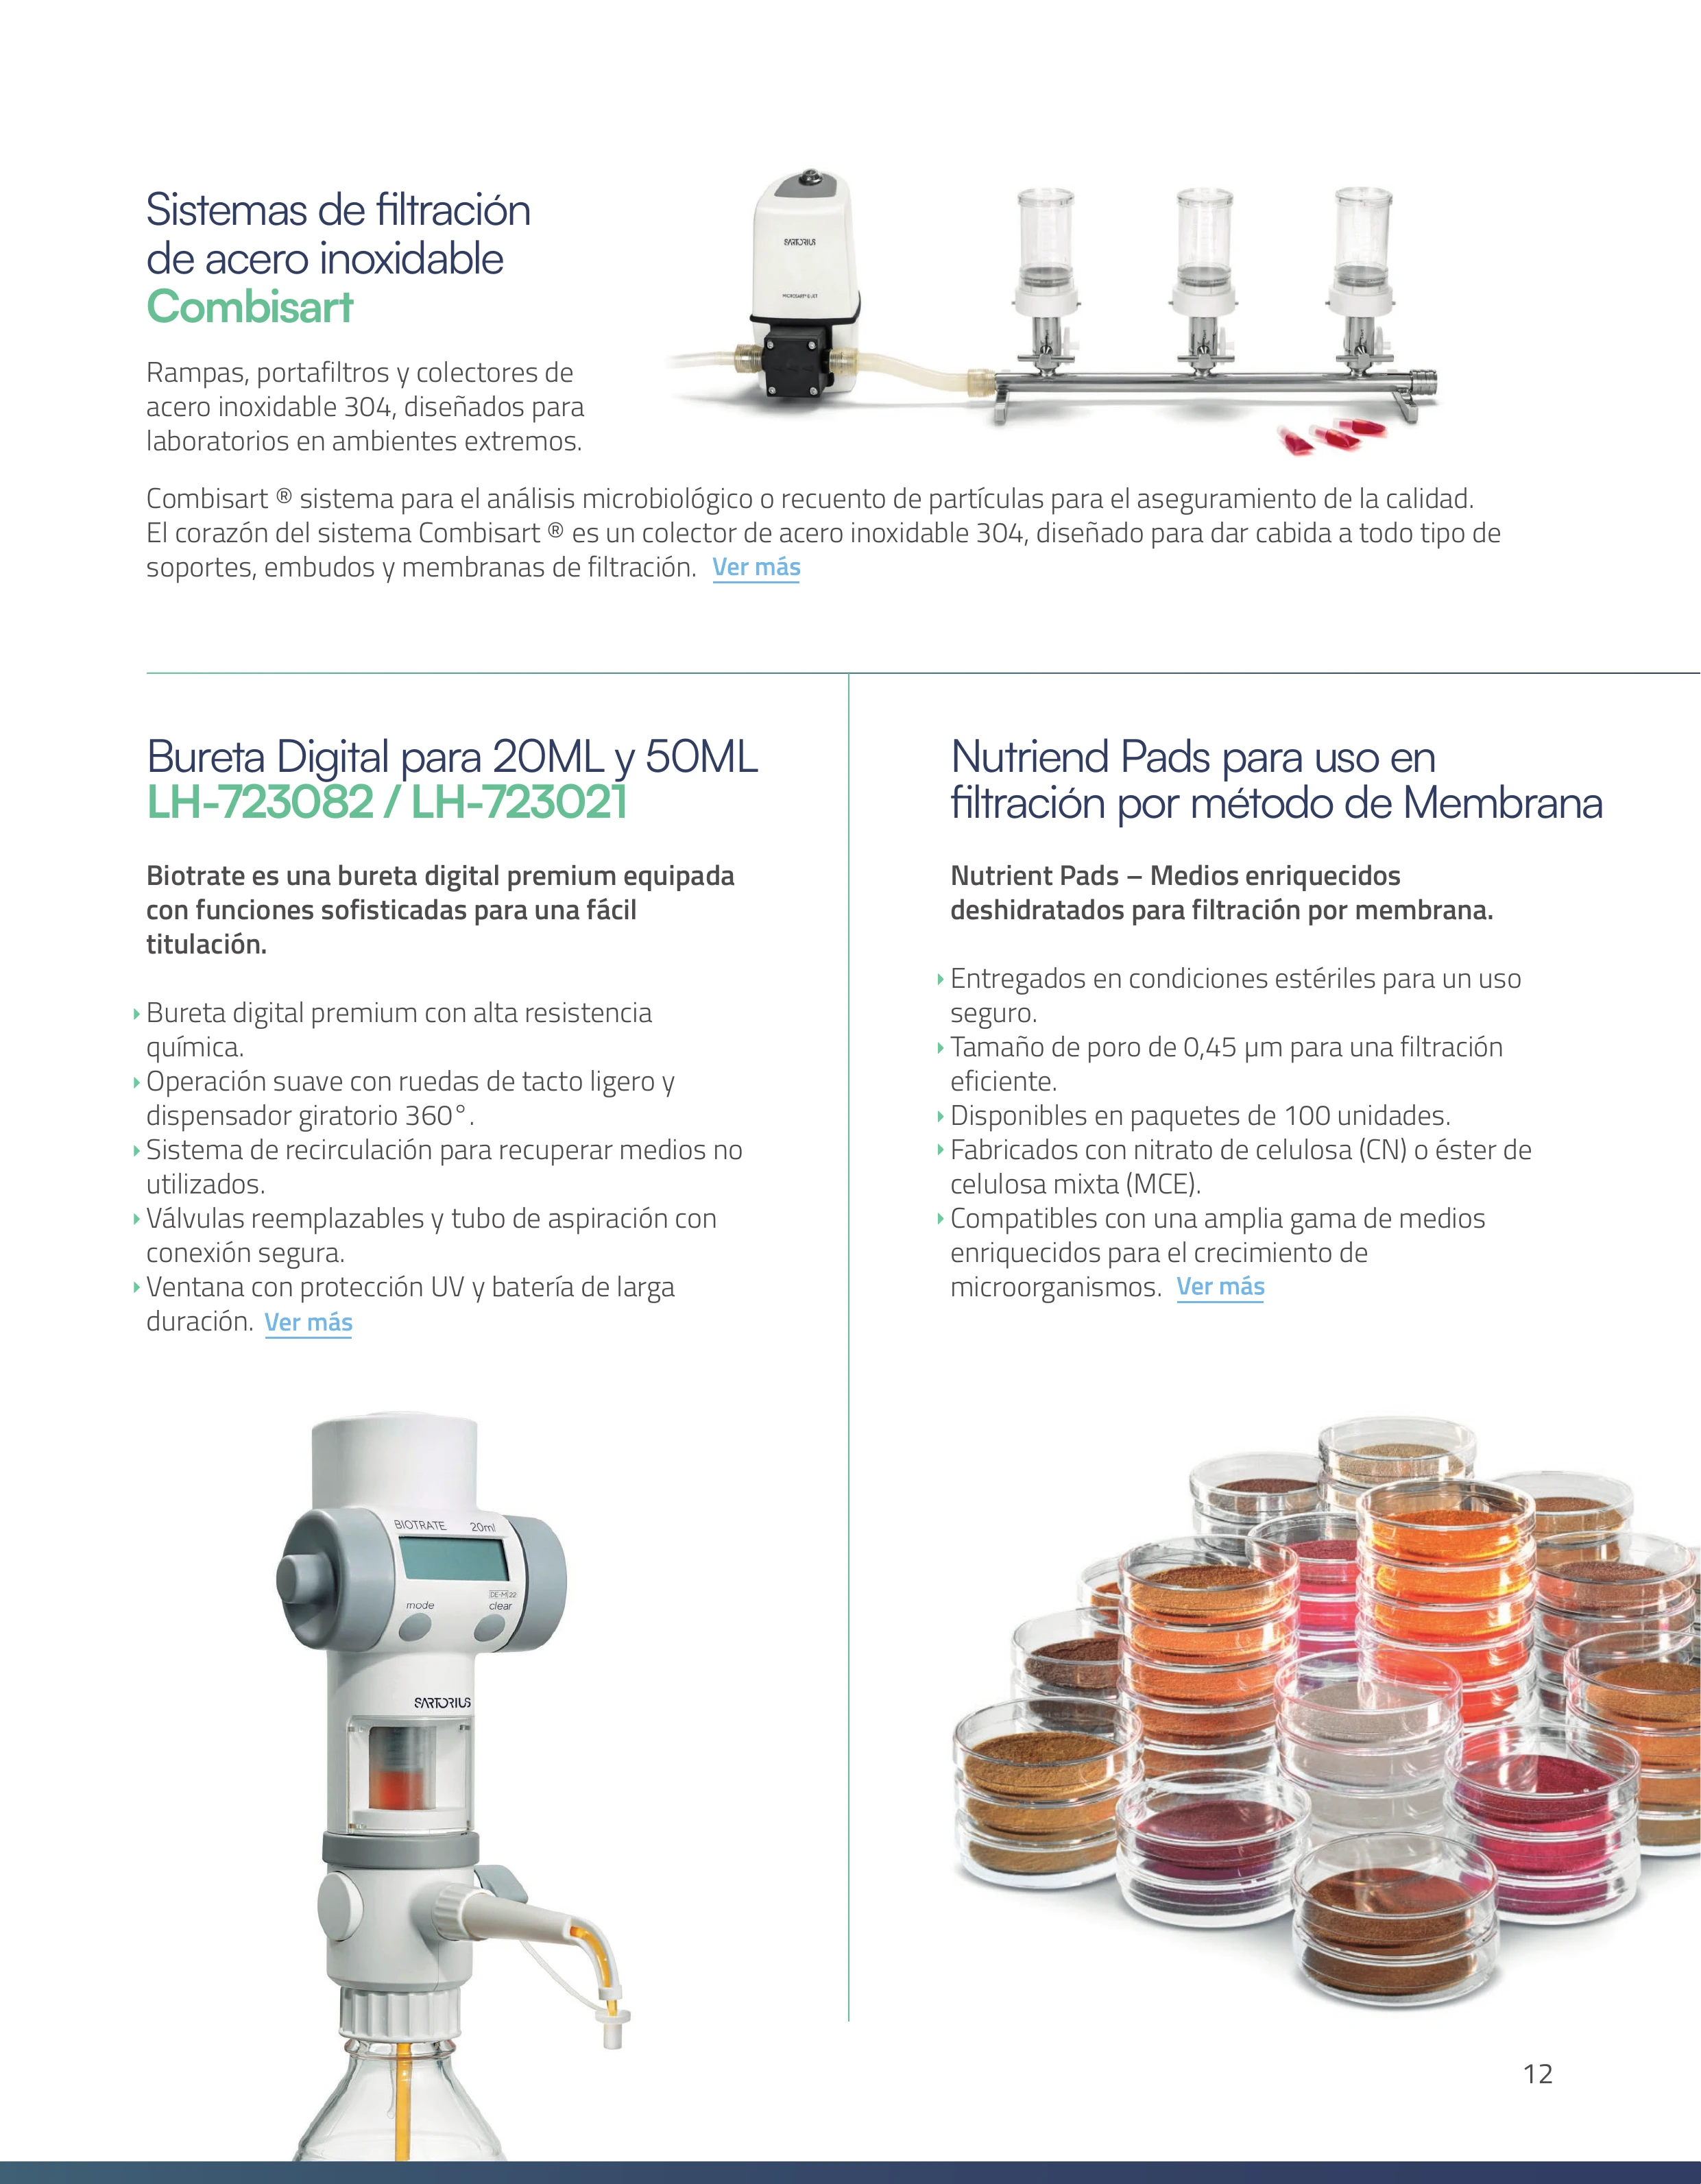 Sistemas de filtración
de acero inoxidable
Combisart
Rampas, portafiltros y colectores de
acero inoxidable 304, diseñados para
laboratorios en ambientes extremos.
SARTORIUS
Combisart ® sistema para el análisis microbiológico o recuento de partículas para el aseguramiento de la calidad.
El corazón del sistema Combisart ® es un colector de acero inoxidable 304, diseñado para dar cabida a todo tipo de
soportes, embudos y membranas de filtración. Ver más
Bureta Digital para 20ML y 50ML
LH-723082 / LH-723021
Biotrate es una bureta digital premium equipada
con funciones sofisticadas para una fácil
titulación.
Bureta digital premium con alta resistencia
química.
Operación suave con ruedas de tacto ligero y
dispensador giratorio 360°.
Sistema de recirculación para recuperar medios no
utilizados.
Válvulas reemplazables y tubo de aspiración con
conexión segura.
Ventana con protección UV y batería de larga
duración. Ver más
BIOTRATE 20ml
DE-M 22
mode clear
SARTORIUS
Nutriend Pads para uso en
filtración por método de Membrana
Nutrient Pads – Medios enriquecidos
deshidratados para filtración por membrana.
Entregados en condiciones estériles para un uso
seguro.
Tamaño de poro de 0,45 µm para una filtración
eficiente.
Disponibles en paquetes de 100 unidades.
Fabricados con nitrato de celulosa (CN) o éster de
celulosa mixta (MCE).
Compatibles con una amplia gama de medios
enriquecidos para el crecimiento de
microorganismos. Ver más
12